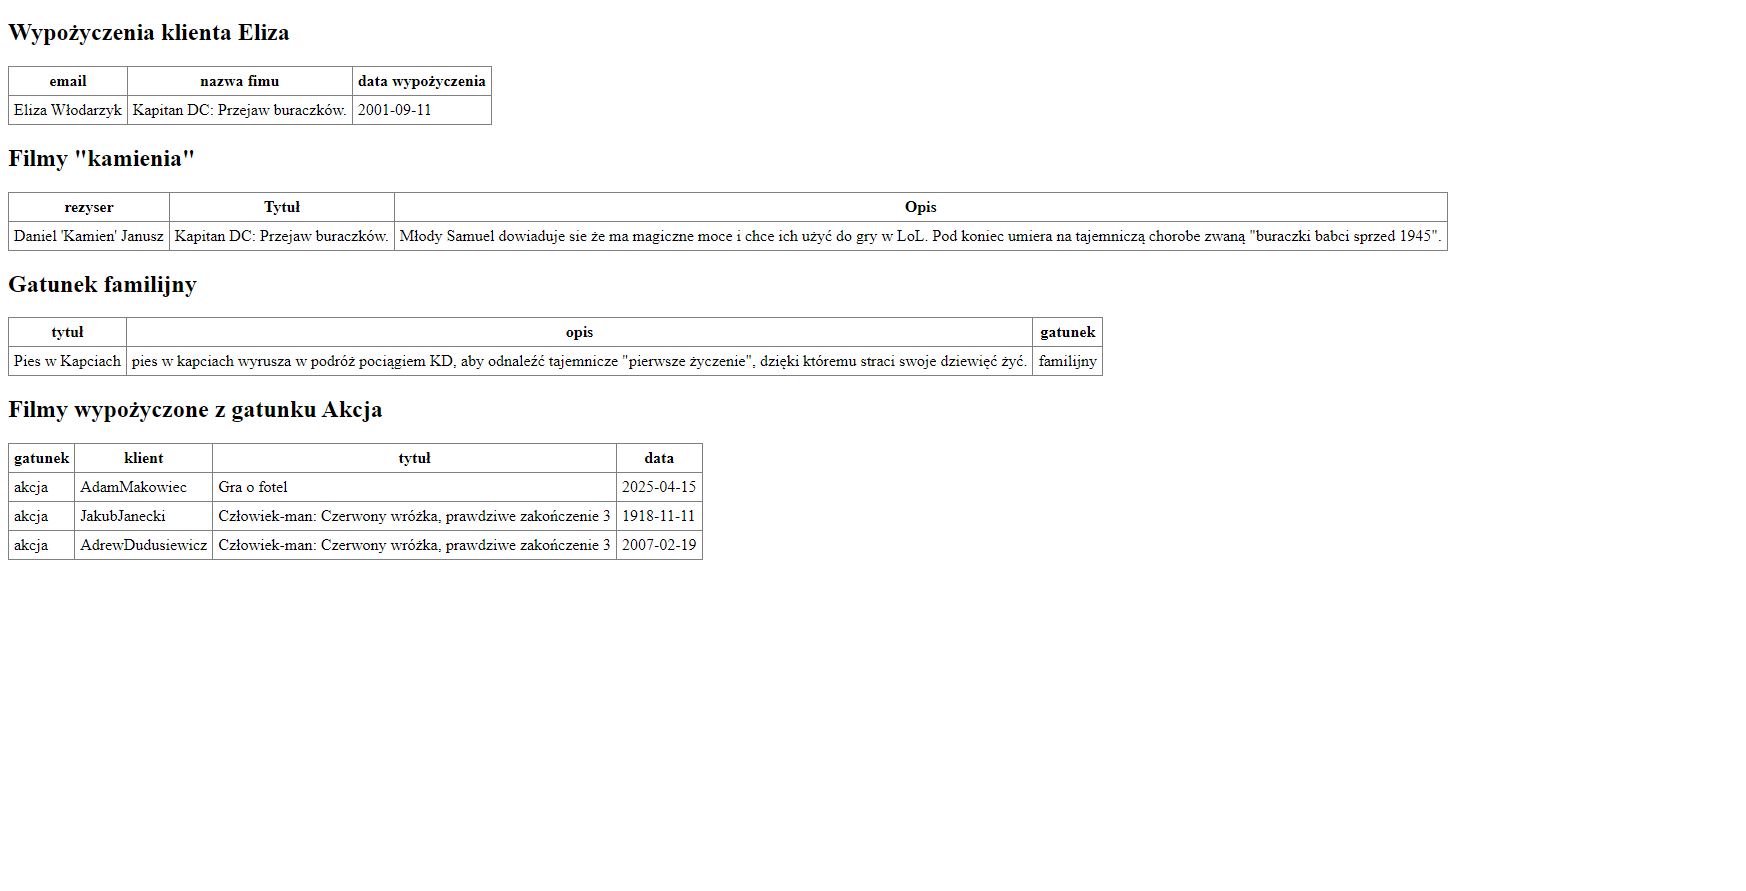 Wypożyczenia klienta Eliza
email nazwa fimu data wypożyczenia
Eliza Włodarzyk Kapitan DC: Przejaw buraczków. 2001-09-11
Filmy "kamienia"
rezyser Tytuł Opis
Daniel 'Kamien' Janusz Kapitan DC: Przejaw buraczków. Młody Samuel dowiaduje sie że ma magiczne moce i chce ich użyć do gry w LoL. Pod koniec umiera na tajemniczą chorobe zwaną "buraczki babci sprzed 1945".
Gatunek familijny
tytuł opis gatunek
Pies w Kapciach pies w kapciach wyrusza w podróż pociągiem KD, aby odnaleźć tajemnicze "pierwsze życzenie", dzięki któremu straci swoje dziewięć żyć. familijny
Filmy wypożyczone z gatunku Akcja
gatunek klient tytuł data
akcja AdamMakowiec Gra o fotel 2025-04-15
akcja JakubJanecki Człowiek-man: Czerwony wróżka, prawdziwe zakończenie 3 1918-11-11
akcja AdrewDudusiewicz Człowiek-man: Czerwony wróżka, prawdziwe zakończenie 3 2007-02-19